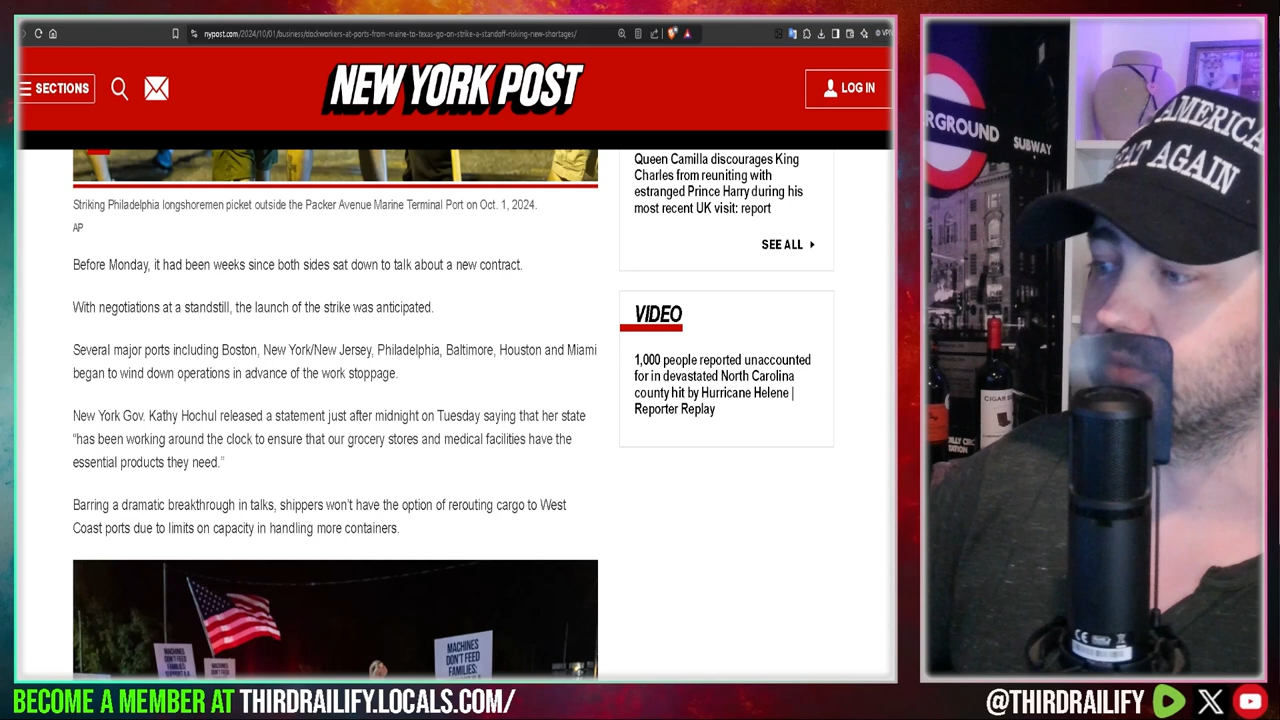 nypost.com/2024/10/01/business/dockworkers-at-ports-from-maine-to-texas-go-on-strike-a-standoff-risking-new-shortages/
VPN
SECTIONS
NEW YORK POST
LOG IN
Striking Philadelphia longshoremen picket outside the Packer Avenue Marine Terminal Port on Oct. 1, 2024.
AP
Before Monday, it had been weeks since both sides sat down to talk about a new contract.
With negotiations at a standstill, the launch of the strike was anticipated.
Several major ports including Boston, New York/New Jersey, Philadelphia, Baltimore, Houston and Miami
began to wind down operations in advance of the work stoppage.
New York Gov. Kathy Hochul released a statement just after midnight on Tuesday saying that her state
“has been working around the clock to ensure that our grocery stores and medical facilities have the
essential products they need.”
Barring a dramatic breakthrough in talks, shippers won’t have the option of rerouting cargo to West
Coast ports due to limits on capacity in handling more containers.
MACHINES
DON'T FEED
FAMILIES
MACHINES
DON'T FEED
FAMILIES:
Queen Camilla discourages King
Charles from reuniting with
estranged Prince Harry during his
most recent UK visit: report
SEE ALL
VIDEO
1,000 people reported unaccounted
for in devastated North Carolina
county hit by Hurricane Helene |
Reporter Replay
RGROUND
SUBWAY
AMERICA
EAT AGAIN
CIGAR
CE
BECOME A MEMBER AT THIRDRAILIFY.LOCALS.COM/
@THIRDRAILIFY